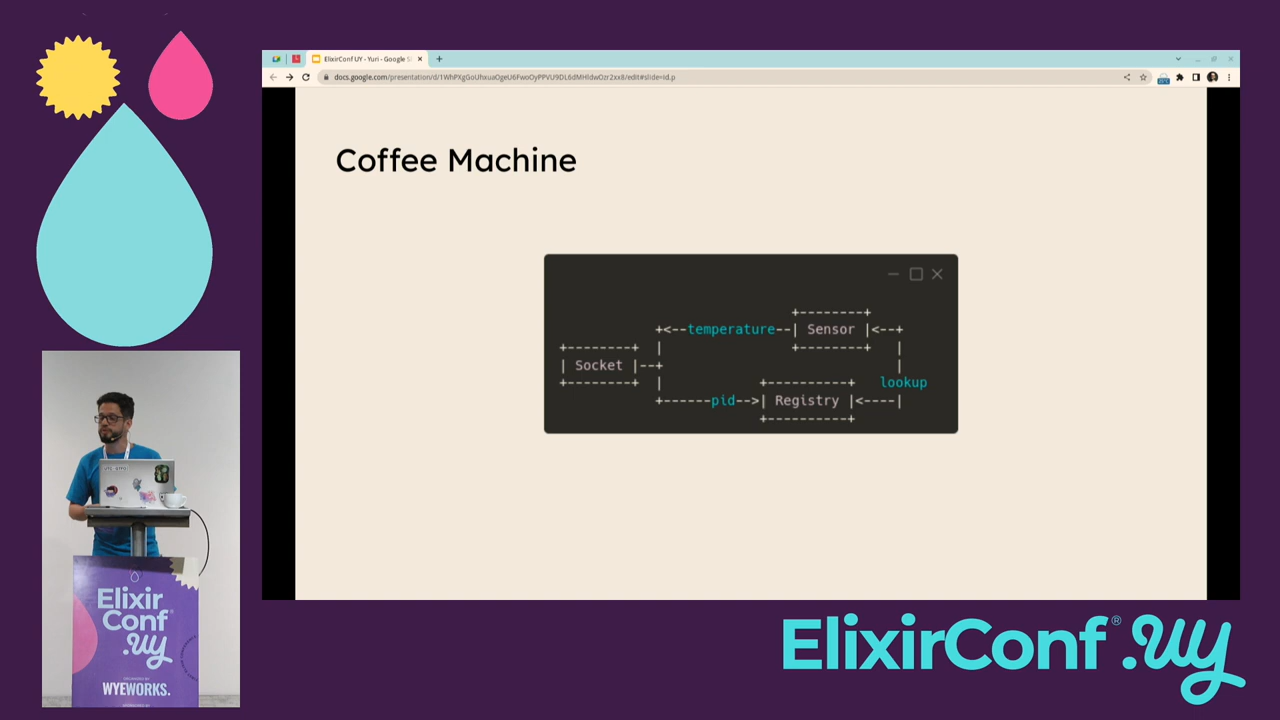 ElixirConf UY - Yuri - Google Sl
docs.google.com/presentation/d/1WhPXgGoUhxuaOgeU6FwoOyPPVU9DL6dMHldwOzr2xx8/edit#slide=id.p
Coffee Machine
temperature
Sensor
Socket
lookup
pid
Registry
Elixir
Conf®
.uy
WYEWORKS.
ElixirConf® .uy